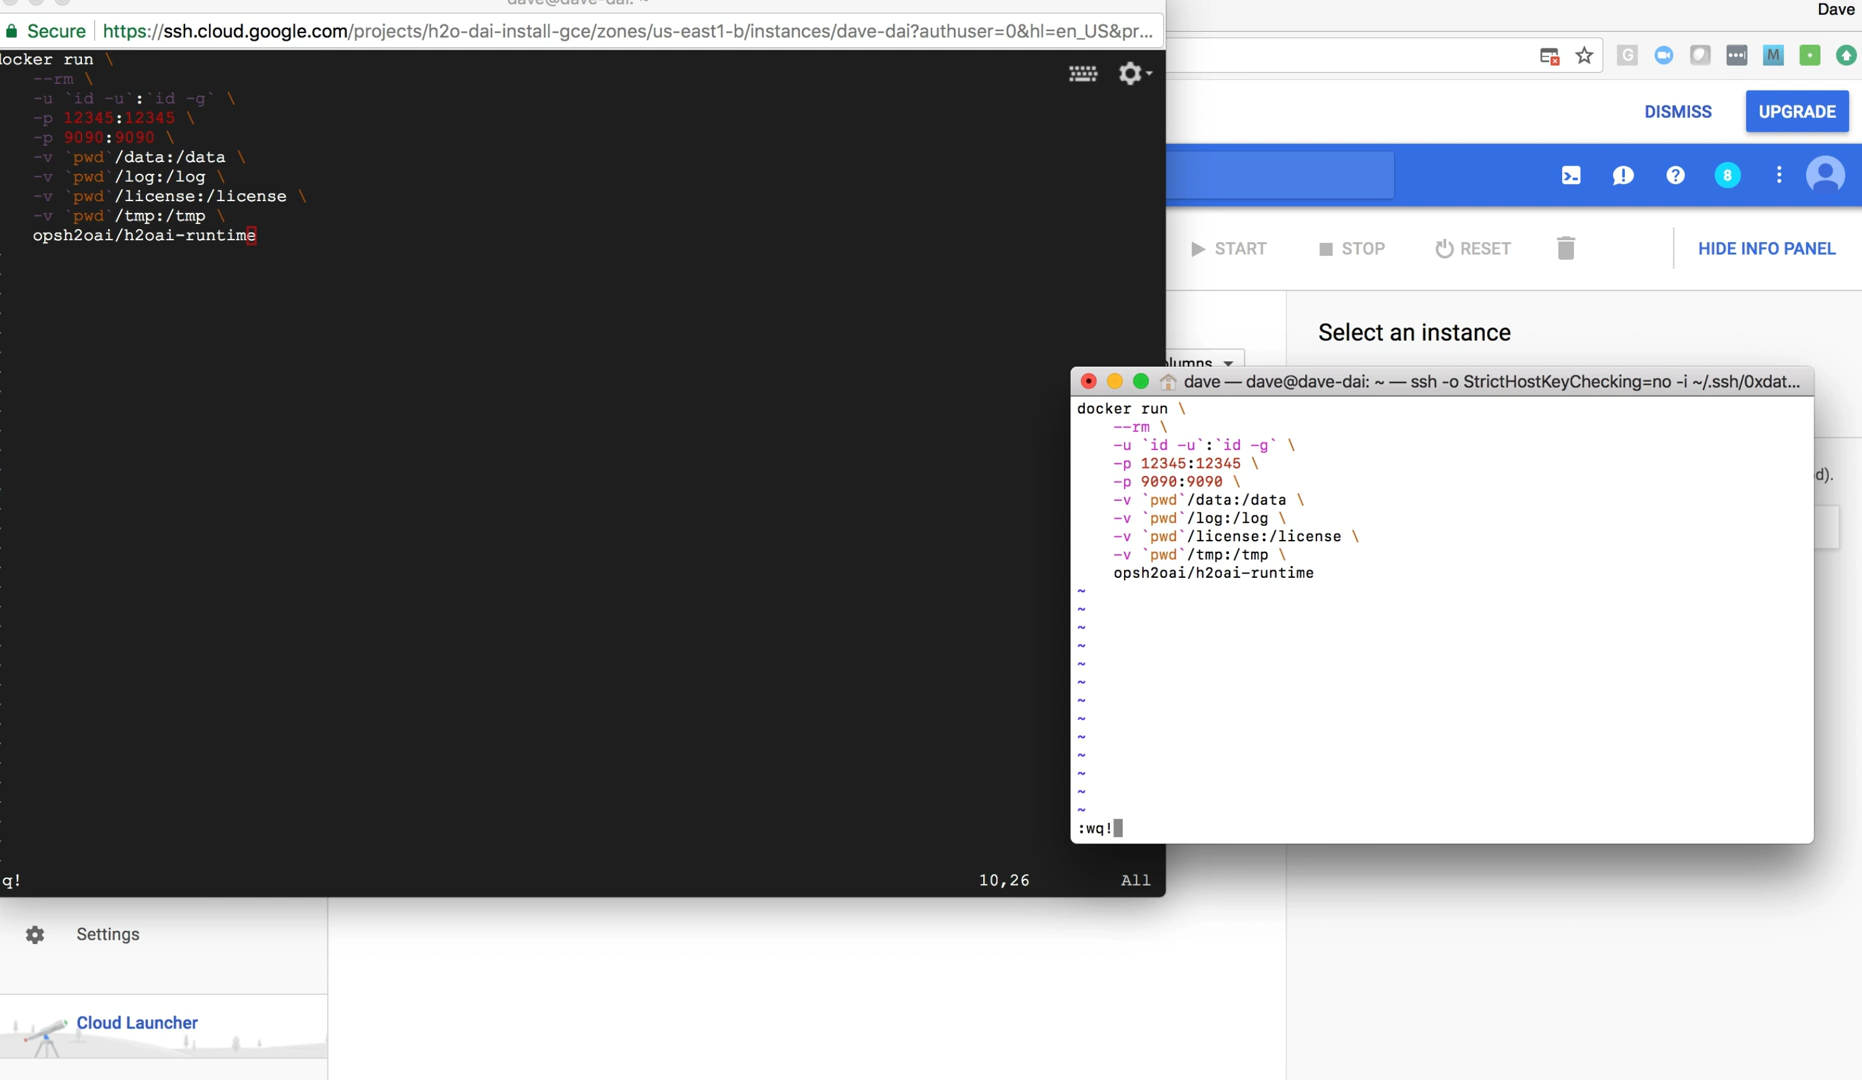 dave@dave-dai: ~
Dave
Secure https://ssh.cloud.google.com/projects/h2o-dai-install-gce/zones/us-east1-b/instances/dave-dai?authuser=0&hl=en_US&pr...
ocker run \
--rm \
-u `id -u`:`id -g` \
-p 12345:12345 \
-p 9090:9090 \
-v `pwd`/data:/data \
-v `pwd`/log:/log \
-v `pwd`/license:/license \
-v `pwd`/tmp:/tmp \
opsh2oai/h2oai-runtime
q!
10,26 All
G
M
DISMISS UPGRADE
8
START STOP RESET HIDE INFO PANEL
Select an instance
lumns
d).
dave — dave@dave-dai: ~ — ssh -o StrictHostKeyChecking=no -i ~/.ssh/0xdat...
docker run \
--rm \
-u `id -u`:`id -g` \
-p 12345:12345 \
-p 9090:9090 \
-v `pwd`/data:/data \
-v `pwd`/log:/log \
-v `pwd`/license:/license \
-v `pwd`/tmp:/tmp \
opsh2oai/h2oai-runtime
~
~
~
~
~
~
~
~
~
~
~
~
~
:wq!
Settings
Cloud Launcher